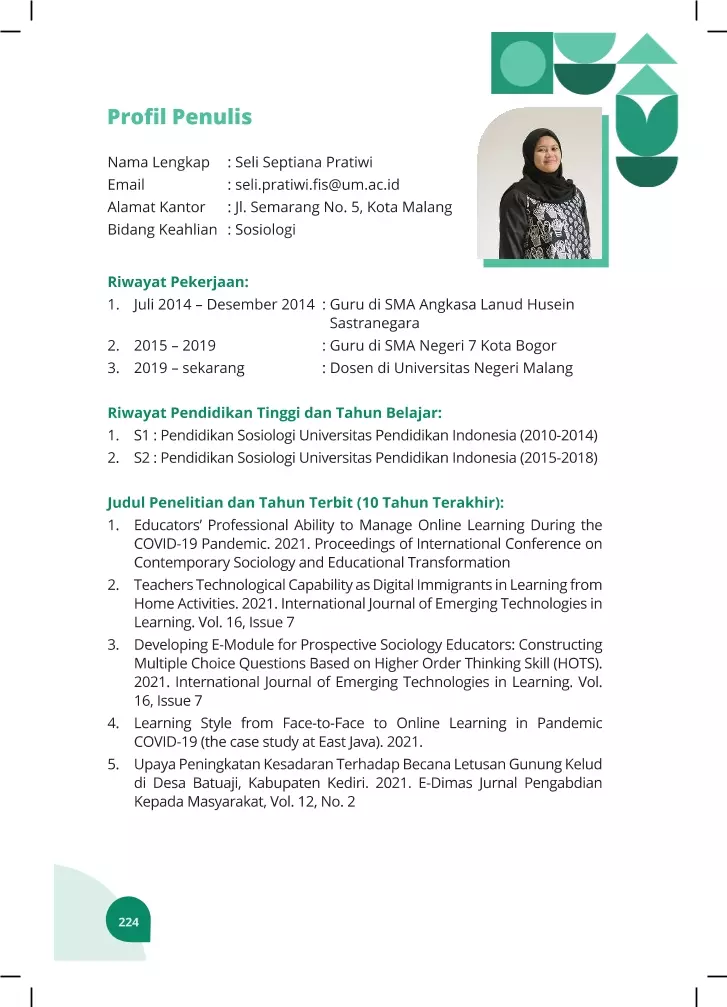 Profil Penulis
Nama Lengkap : Seli Septiana Pratiwi
Email : seli.pratiwi.fis@um.ac.id
Alamat Kantor : Jl. Semarang No. 5, Kota Malang
Bidang Keahlian : Sosiologi
Riwayat Pekerjaan:
1. Juli 2014 – Desember 2014 : Guru di SMA Angkasa Lanud Husein
Sastranegara
2. 2015 – 2019 : Guru di SMA Negeri 7 Kota Bogor
3. 2019 – sekarang : Dosen di Universitas Negeri Malang
Riwayat Pendidikan Tinggi dan Tahun Belajar:
1. S1 : Pendidikan Sosiologi Universitas Pendidikan Indonesia (2010-2014)
2. S2 : Pendidikan Sosiologi Universitas Pendidikan Indonesia (2015-2018)
Judul Penelitian dan Tahun Terbit (10 Tahun Terakhir):
1. Educators’ Professional Ability to Manage Online Learning During the
COVID-19 Pandemic. 2021. Proceedings of International Conference on
Contemporary Sociology and Educational Transformation
2. Teachers Technological Capability as Digital Immigrants in Learning from
Home Activities. 2021. International Journal of Emerging Technologies in
Learning. Vol. 16, Issue 7
3. Developing E-Module for Prospective Sociology Educators: Constructing
Multiple Choice Questions Based on Higher Order Thinking Skill (HOTS).
2021. International Journal of Emerging Technologies in Learning. Vol.
16, Issue 7
4. Learning Style from Face-to-Face to Online Learning in Pandemic
COVID-19 (the case study at East Java). 2021.
5. Upaya Peningkatan Kesadaran Terhadap Becana Letusan Gunung Kelud
di Desa Batuaji, Kabupaten Kediri. 2021. E-Dimas Jurnal Pengabdian
Kepada Masyarakat, Vol. 12, No. 2
224